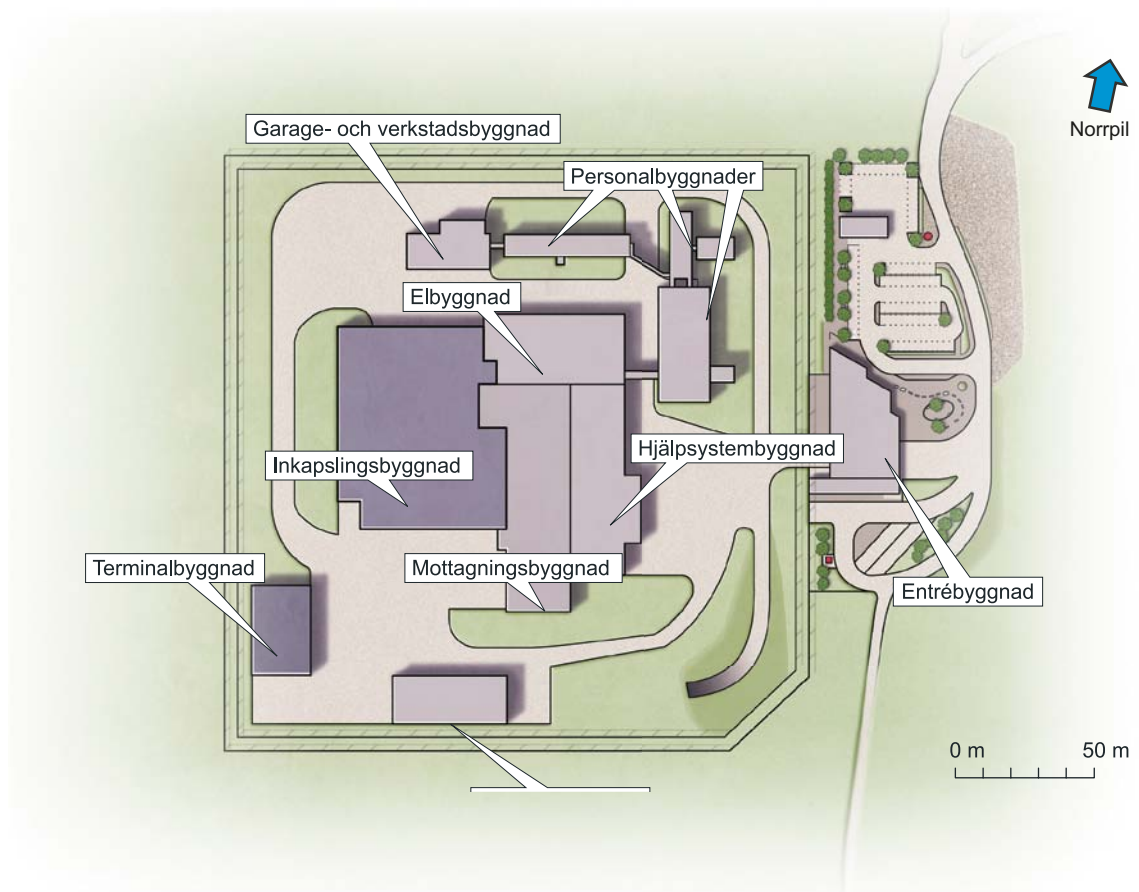 Norrpil
Garage- och verkstadsbyggnad
Personalbyggnader
Elbyggnad
Hjälpsystembyggnad
Inkapslingsbyggnad
Terminalbyggnad
Mottagningsbyggnad
Entrébyggnad
0 m 50 m